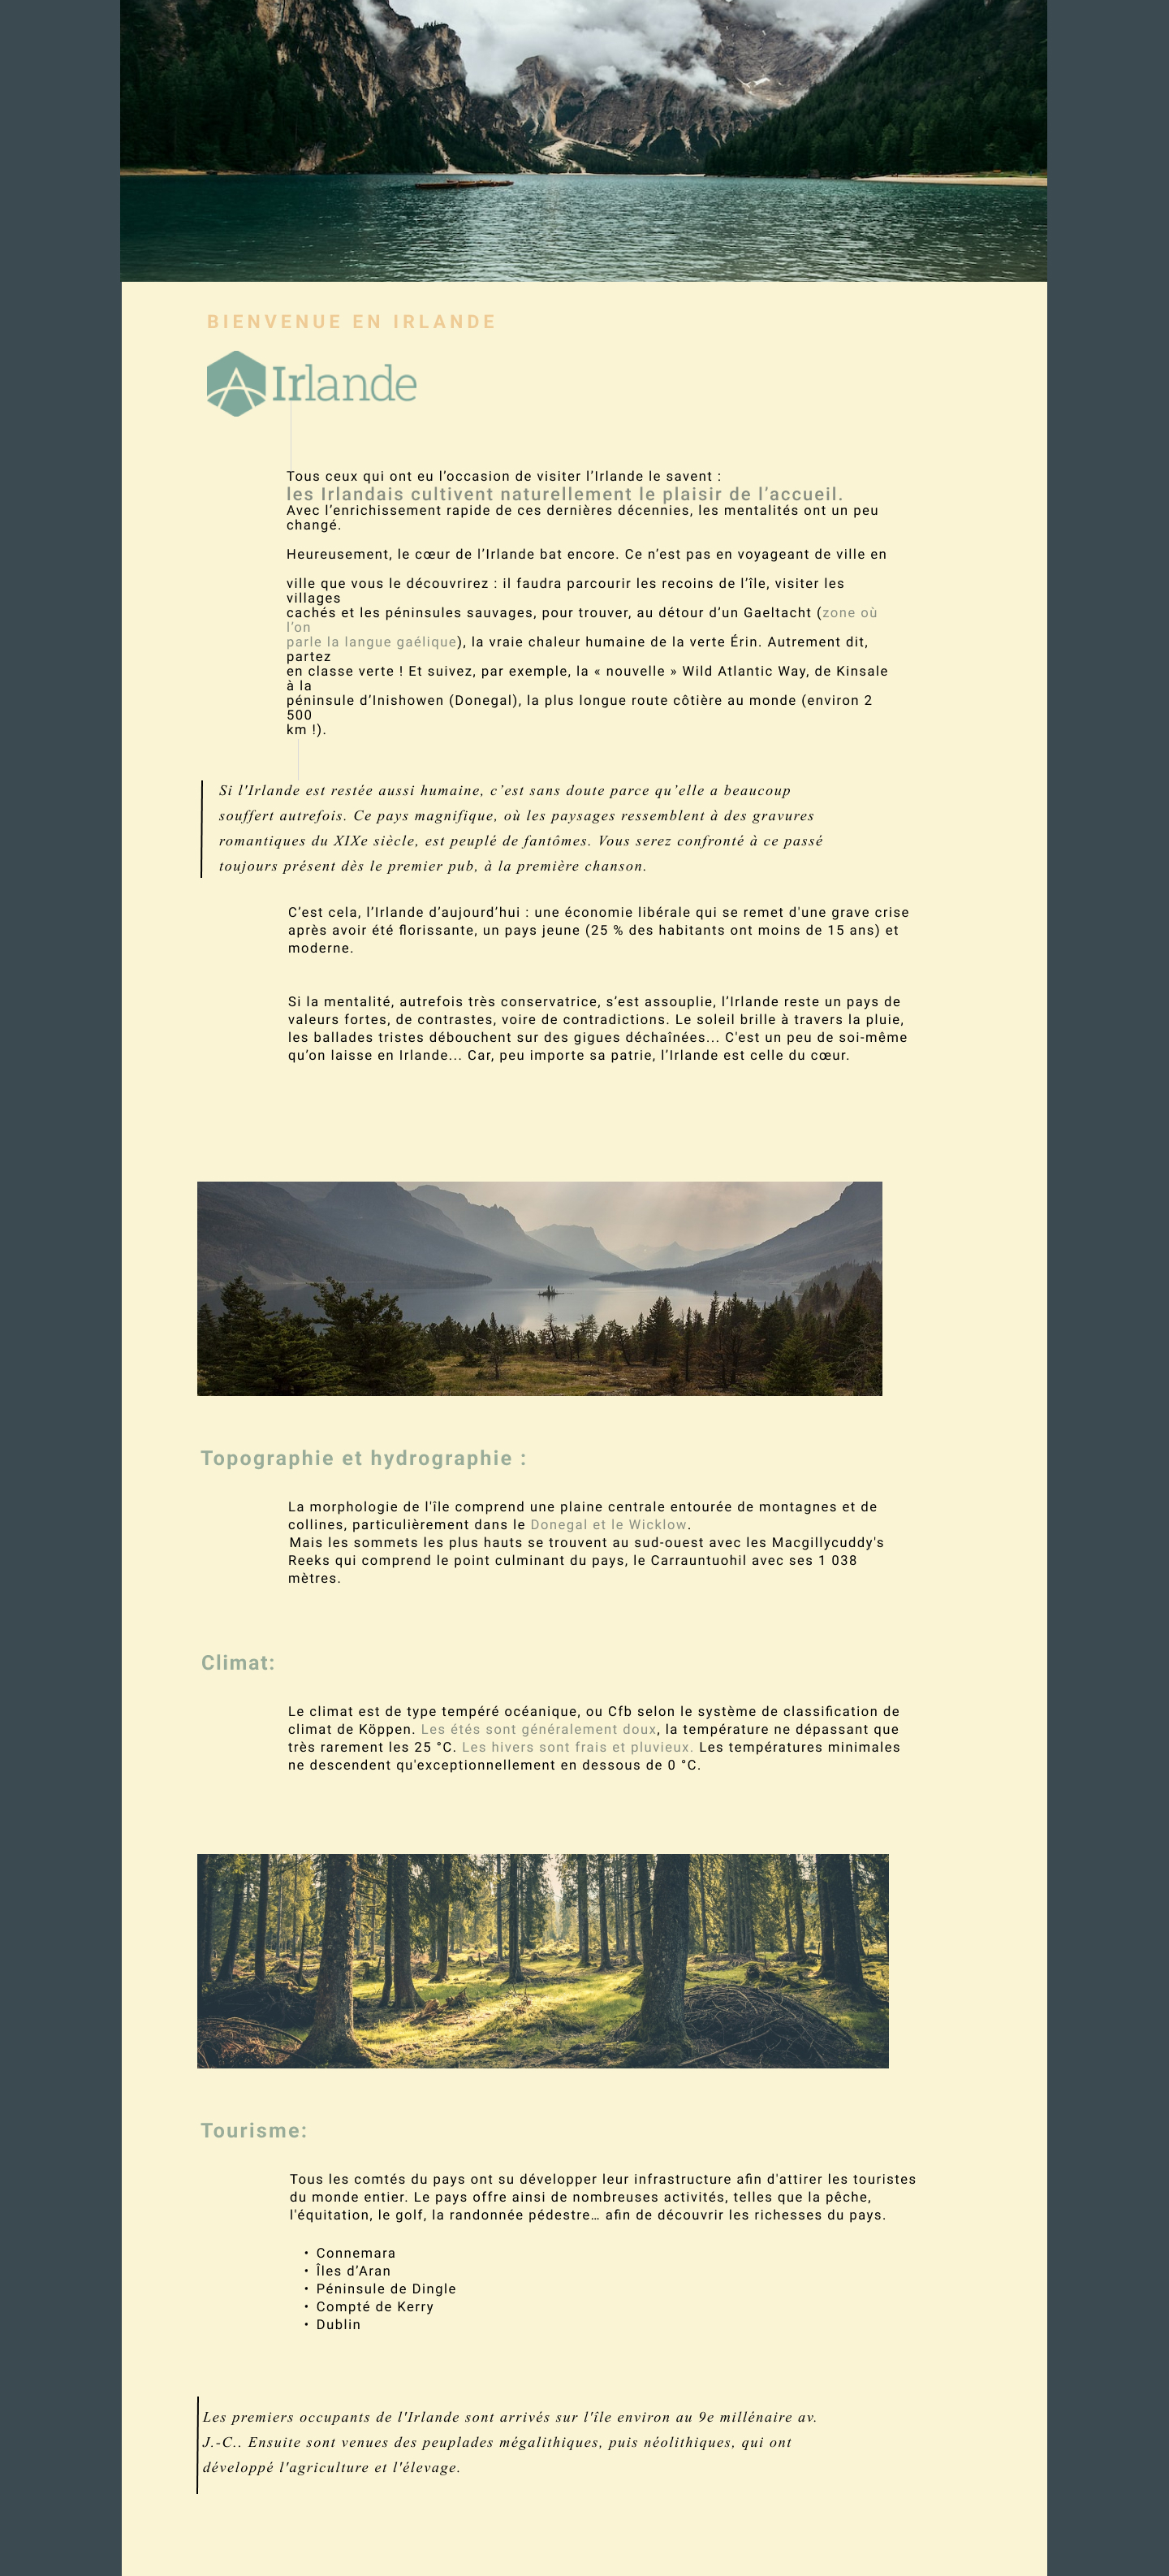 BIENVENUE EN IRLANDE
Irlande
Tous ceux qui ont eu l’occasion de visiter l’Irlande le savent :
les Irlandais cultivent naturellement le plaisir de l’accueil.
Avec l’enrichissement rapide de ces dernières décennies, les mentalités ont un peu
changé.
Heureusement, le cœur de l’Irlande bat encore. Ce n’est pas en voyageant de ville en
ville que vous le découvrirez : il faudra parcourir les recoins de l’île, visiter les
villages
cachés et les péninsules sauvages, pour trouver, au détour d’un Gaeltacht (zone où
l’on
parle la langue gaélique), la vraie chaleur humaine de la verte Érin. Autrement dit,
partez
en classe verte ! Et suivez, par exemple, la « nouvelle » Wild Atlantic Way, de Kinsale
à la
péninsule d’Inishowen (Donegal), la plus longue route côtière au monde (environ 2
500
km !).
Si l'Irlande est restée aussi humaine, c’est sans doute parce qu’elle a beaucoup
souffert autrefois. Ce pays magnifique, où les paysages ressemblent à des gravures
romantiques du XIXe siècle, est peuplé de fantômes. Vous serez confronté à ce passé
toujours présent dès le premier pub, à la première chanson.
C’est cela, l’Irlande d’aujourd’hui : une économie libérale qui se remet d'une grave crise
après avoir été florissante, un pays jeune (25 % des habitants ont moins de 15 ans) et
moderne.
Si la mentalité, autrefois très conservatrice, s’est assouplie, l’Irlande reste un pays de
valeurs fortes, de contrastes, voire de contradictions. Le soleil brille à travers la pluie,
les ballades tristes débouchent sur des gigues déchaînées... C'est un peu de soi-même
qu’on laisse en Irlande... Car, peu importe sa patrie, l’Irlande est celle du cœur.
Topographie et hydrographie :
La morphologie de l'île comprend une plaine centrale entourée de montagnes et de
collines, particulièrement dans le Donegal et le Wicklow.
Mais les sommets les plus hauts se trouvent au sud-ouest avec les Macgillycuddy's
Reeks qui comprend le point culminant du pays, le Carrauntuohil avec ses 1 038
mètres.
Climat:
Le climat est de type tempéré océanique, ou Cfb selon le système de classification de
climat de Köppen. Les étés sont généralement doux, la température ne dépassant que
très rarement les 25 °C. Les hivers sont frais et pluvieux. Les températures minimales
ne descendent qu'exceptionnellement en dessous de 0 °C.
Tourisme:
Tous les comtés du pays ont su développer leur infrastructure afin d'attirer les touristes
du monde entier. Le pays offre ainsi de nombreuses activités, telles que la pêche,
l'équitation, le golf, la randonnée pédestre… afin de découvrir les richesses du pays.
• Connemara
• Îles d’Aran
• Péninsule de Dingle
• Compté de Kerry
• Dublin
Les premiers occupants de l'Irlande sont arrivés sur l'île environ au 9e millénaire av.
J.-C.. Ensuite sont venues des peuplades mégalithiques, puis néolithiques, qui ont
développé l'agriculture et l'élevage.